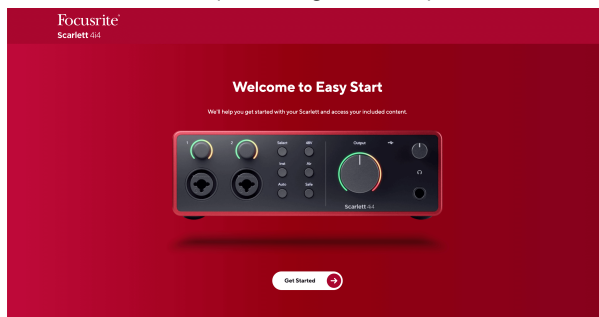 Focusrite®
Scarlett 4i4
Welcome to Easy Start
We'll help you get started with your Scarlett and access your included content.
1 2 Select 48V Output
Inst Air
Auto Safe
Scarlett 4i4
Get Started